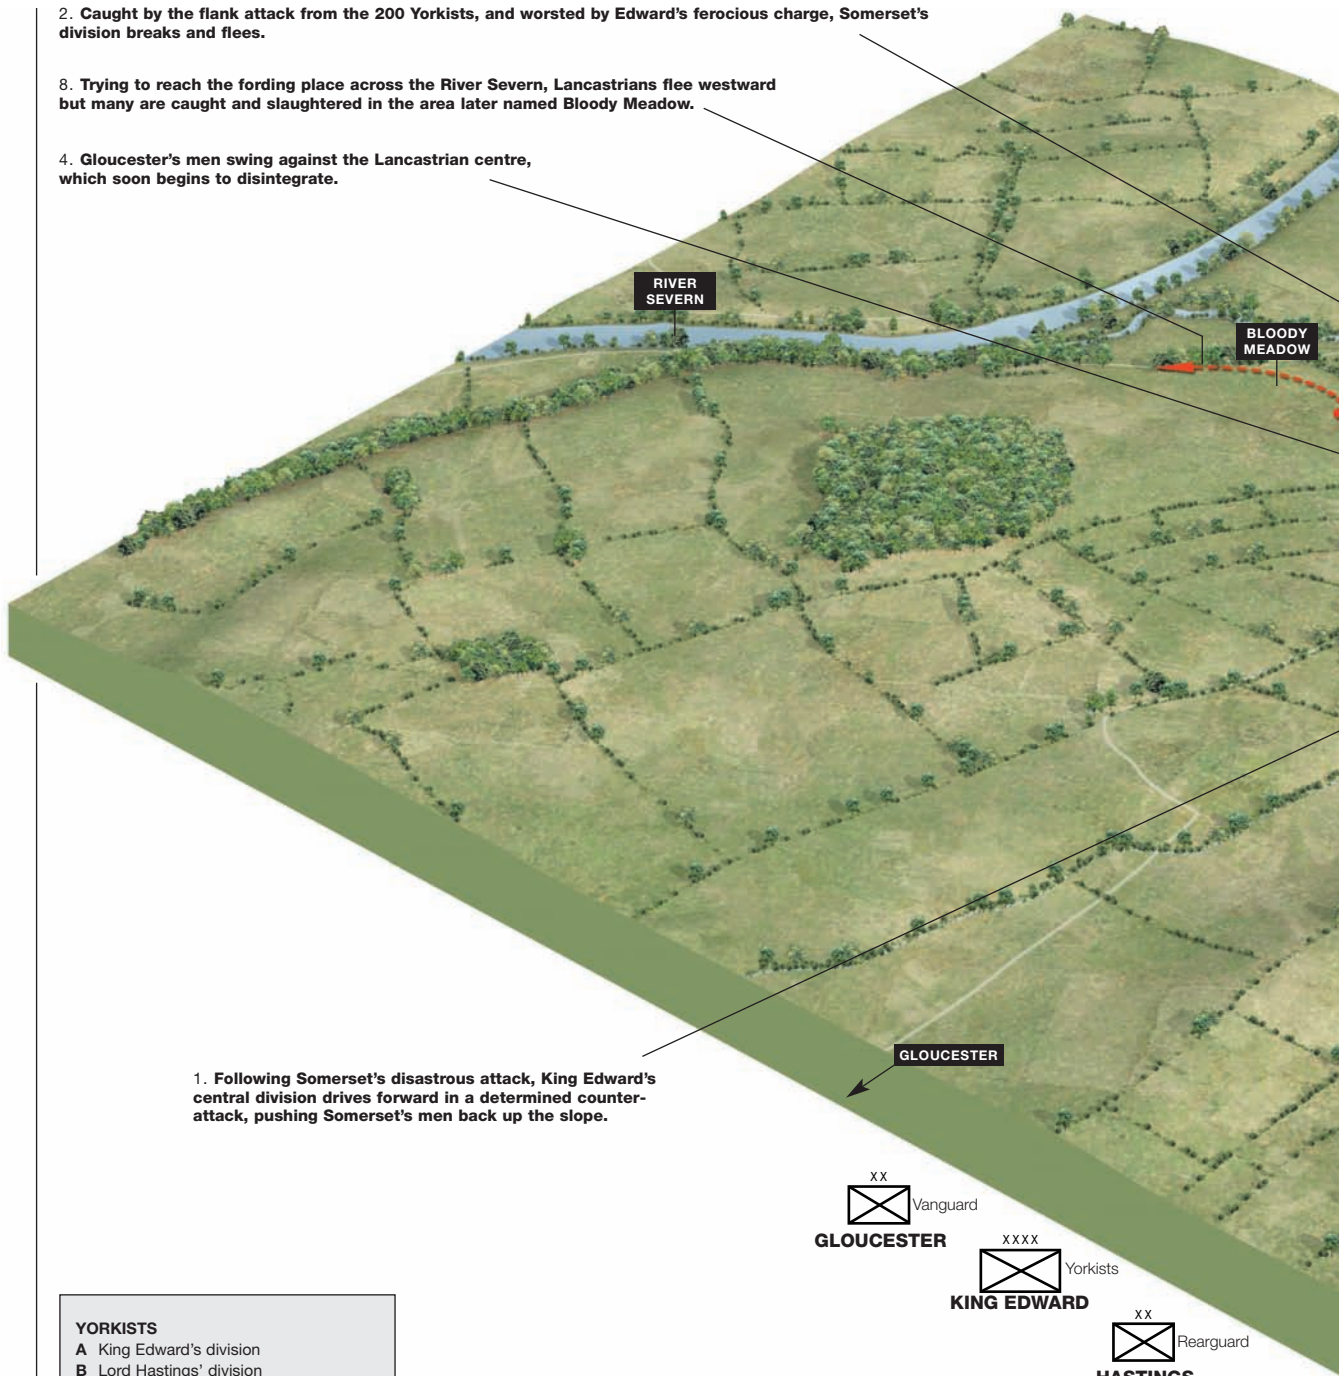 2. Caught by the flank attack from the 200 Yorkists, and worsted by Edward’s ferocious charge, Somerset’s
division breaks and flees.
8. Trying to reach the fording place across the River Severn, Lancastrians flee westward
but many are caught and slaughtered in the area later named Bloody Meadow.
4. Gloucester’s men swing against the Lancastrian centre,
which soon begins to disintegrate.
RIVER
SEVERN
BLOODY
MEADOW
GLOUCESTER
1. Following Somerset’s disastrous attack, King Edward’s
central division drives forward in a determined counter-
attack, pushing Somerset’s men back up the slope.
XX
Vanguard
GLOUCESTER
XXXX
Yorkists
KING EDWARD
XX
Rearguard
HASTINGS
YORKISTS
A King Edward’s division
B Lord Hastings’ division